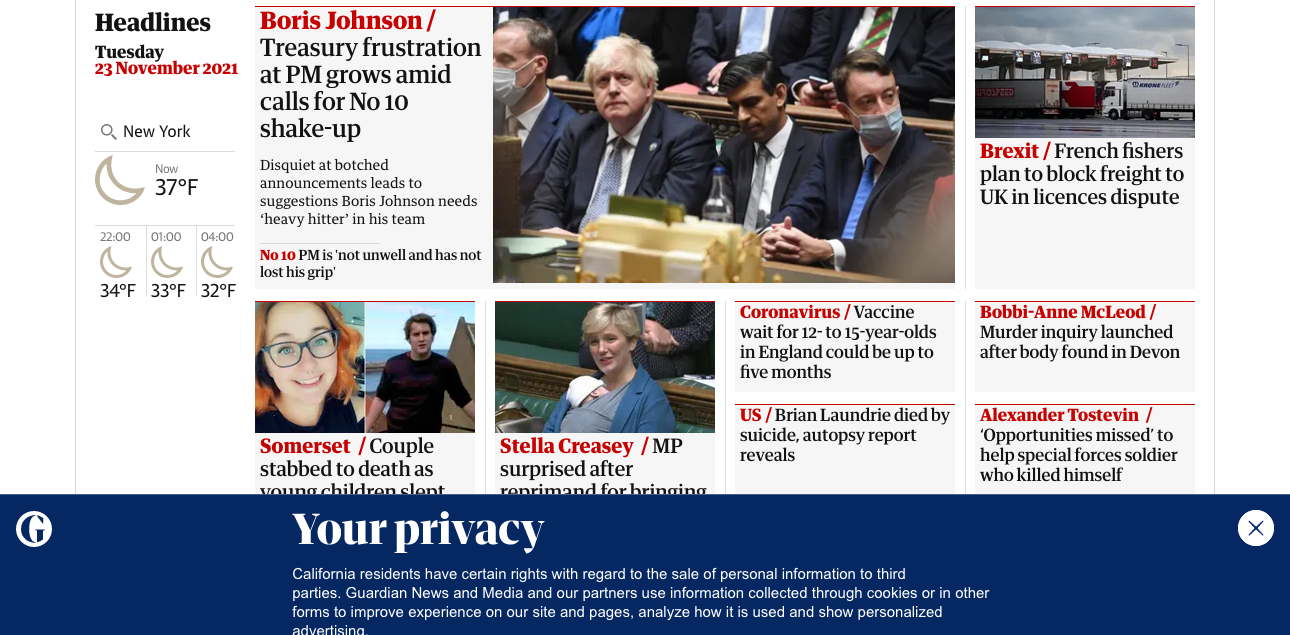 Headlines
Tuesday
23 November 2021
New York
Now
37°F
22:00
01:00
04:00
34°F
33°F
32°F
Boris Johnson /
Treasury frustration
at PM grows amid
calls for No 10
shake-up
Disquiet at botched
announcements leads to
suggestions Boris Johnson needs
‘heavy hitter’ in his team
No 10 PM is 'not unwell and has not
lost his grip'
KRONE FLEET
Brexit / French fishers
plan to block freight to
UK in licences dispute
Somerset / Couple
stabbed to death as
young children slept
Stella Creasey / MP
surprised after
reprimand for bringing
Coronavirus / Vaccine
wait for 12- to 15-year-olds
in England could be up to
five months
US / Brian Laundrie died by
suicide, autopsy report
reveals
Bobbi-Anne McLeod /
Murder inquiry launched
after body found in Devon
Alexander Tostevin /
‘Opportunities missed’ to
help special forces soldier
who killed himself
G
Your privacy
California residents have certain rights with regard to the sale of personal information to third
parties. Guardian News and Media and our partners use information collected through cookies or in other
forms to improve experience on our site and pages, analyze how it is used and show personalized
advertising.